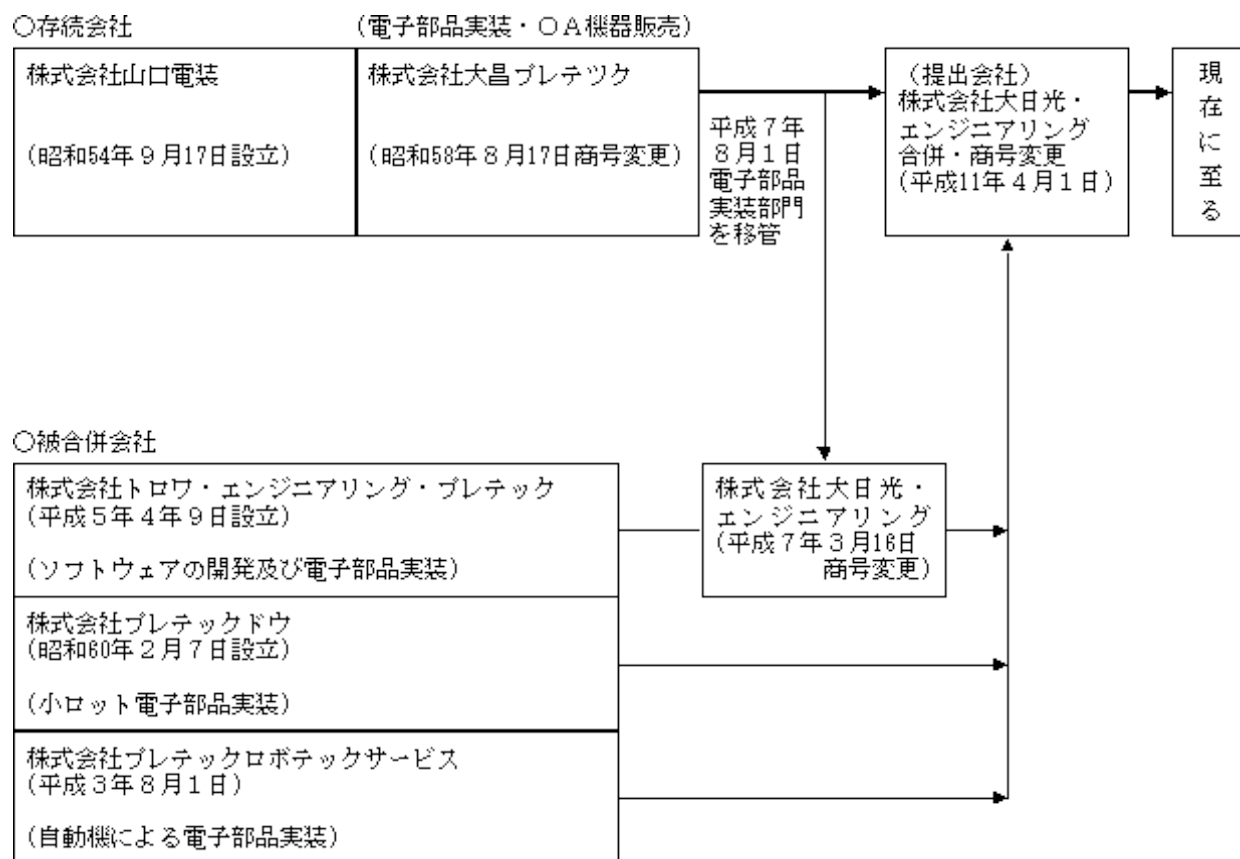 ○存続会社
(電子部品実装・OA機器販売)
株式会社山口電装
(昭和54年9月17日設立)
株式会社大昌プレテツク
(昭和58年8月17日商号変更)
平成7年
8月1日
電子部品
実装部門
を移管
(提出会社)
株式会社大日光・
エンジニアリング
合併・商号変更
(平成11年4月1日)
現
在
に
至
る
○被合併会社
株式会社トロワ・エンジニアリング・プレテック
(平成5年4年9日設立)
(ソフトウェアの開発及び電子部品実装)
株式会社大日光・
エンジニアリング
(平成7年3月16日
商号変更)
株式会社プレテックドウ
(昭和60年2月7日設立)
(小ロット電子部品実装)
株式会社プレテックロボテックサービス
(平成3年8月1日)
(自動機による電子部品実装)